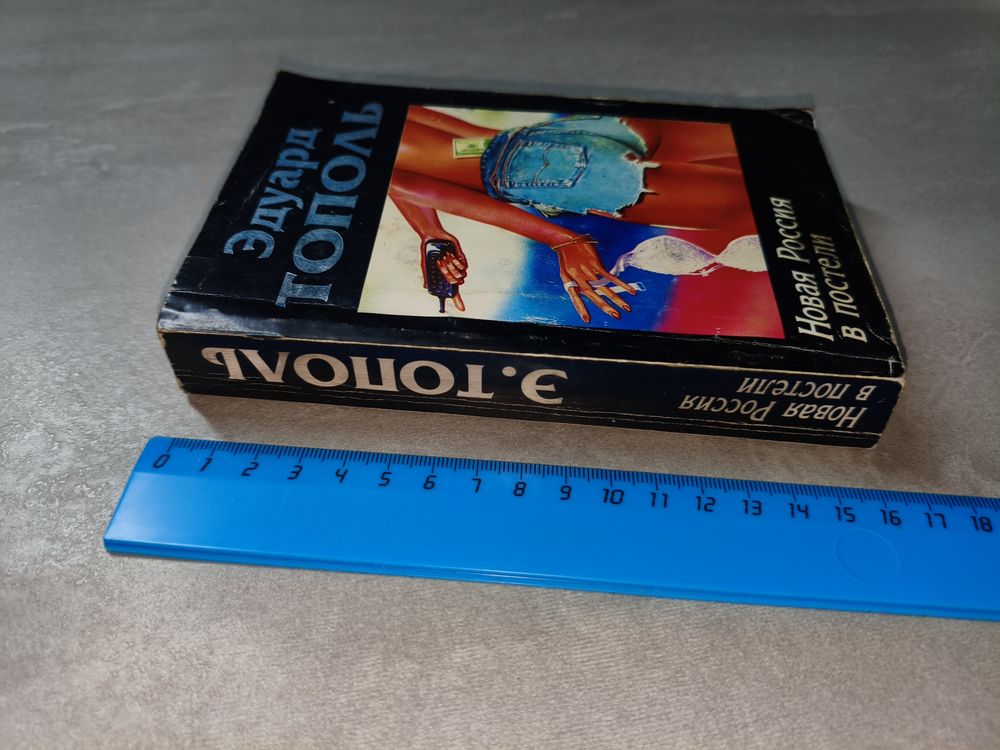 Эдуард
ТОПОЛЬ
Новая Россия
в постели
Э. ТОПОЛЬ
Новая Россия
в постели
0 1 2 3 4 5 6 7 8 9 10 11 12 13 14 15 16 17 18